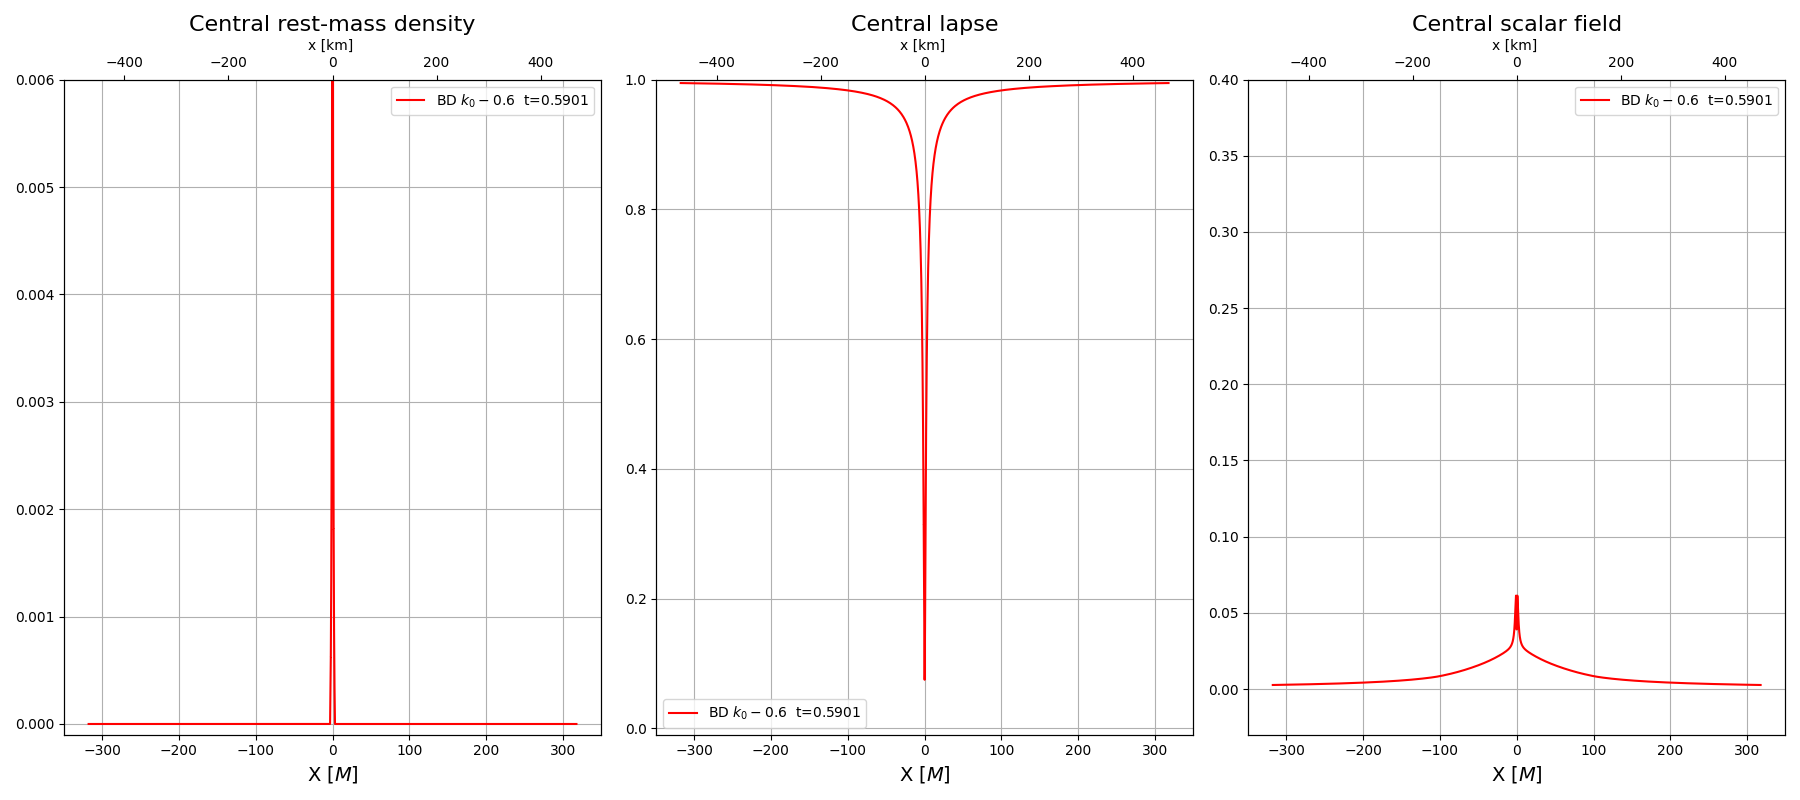 Central rest-mass density
x [km]
−400 −200 0 200 400
0.006
0.005
0.004
0.003
0.002
0.001
0.000
BD k₀ − 0.6 t=0.5901
−300 −200 −100 0 100 200 300
X [M]
Central lapse
x [km]
−400 −200 0 200 400
1.0
0.8
0.6
0.4
0.2
0.0
BD k₀ − 0.6 t=0.5901
−300 −200 −100 0 100 200 300
X [M]
Central scalar field
x [km]
−400 −200 0 200 400
0.40
0.35
0.30
0.25
0.20
0.15
0.10
0.05
0.00
BD k₀ − 0.6 t=0.5901
−300 −200 −100 0 100 200 300
X [M]